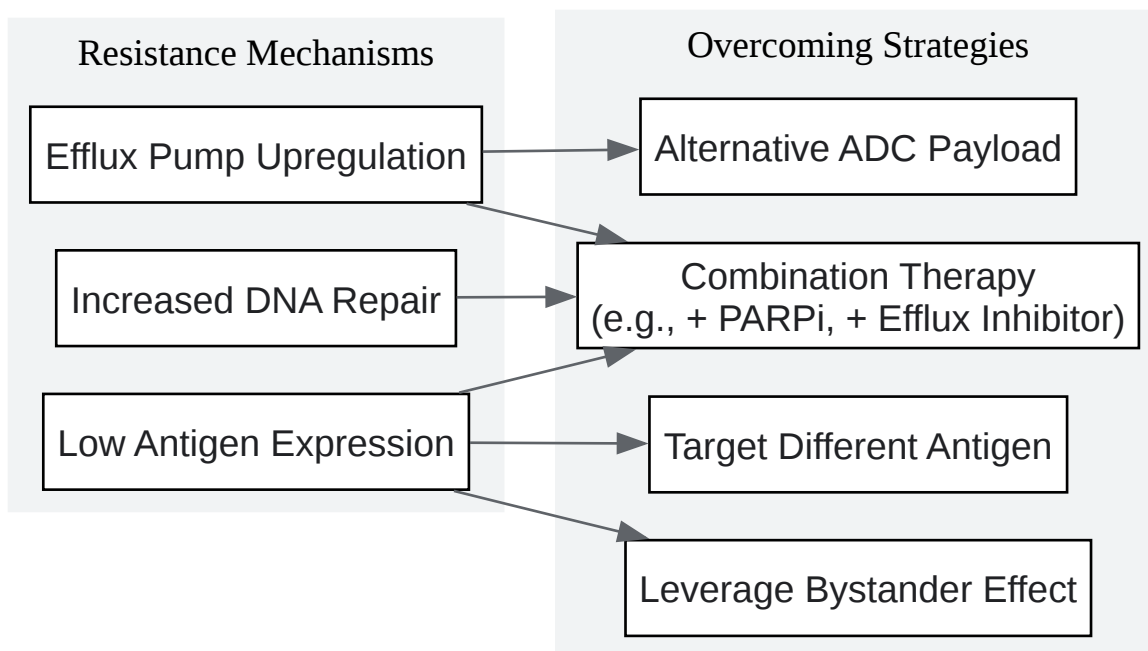 Resistance Mechanisms
Efflux Pump Upregulation
Increased DNA Repair
Low Antigen Expression
Overcoming Strategies
Alternative ADC Payload
Combination Therapy
(e.g., + PARPi, + Efflux Inhibitor)
Target Different Antigen
Leverage Bystander Effect